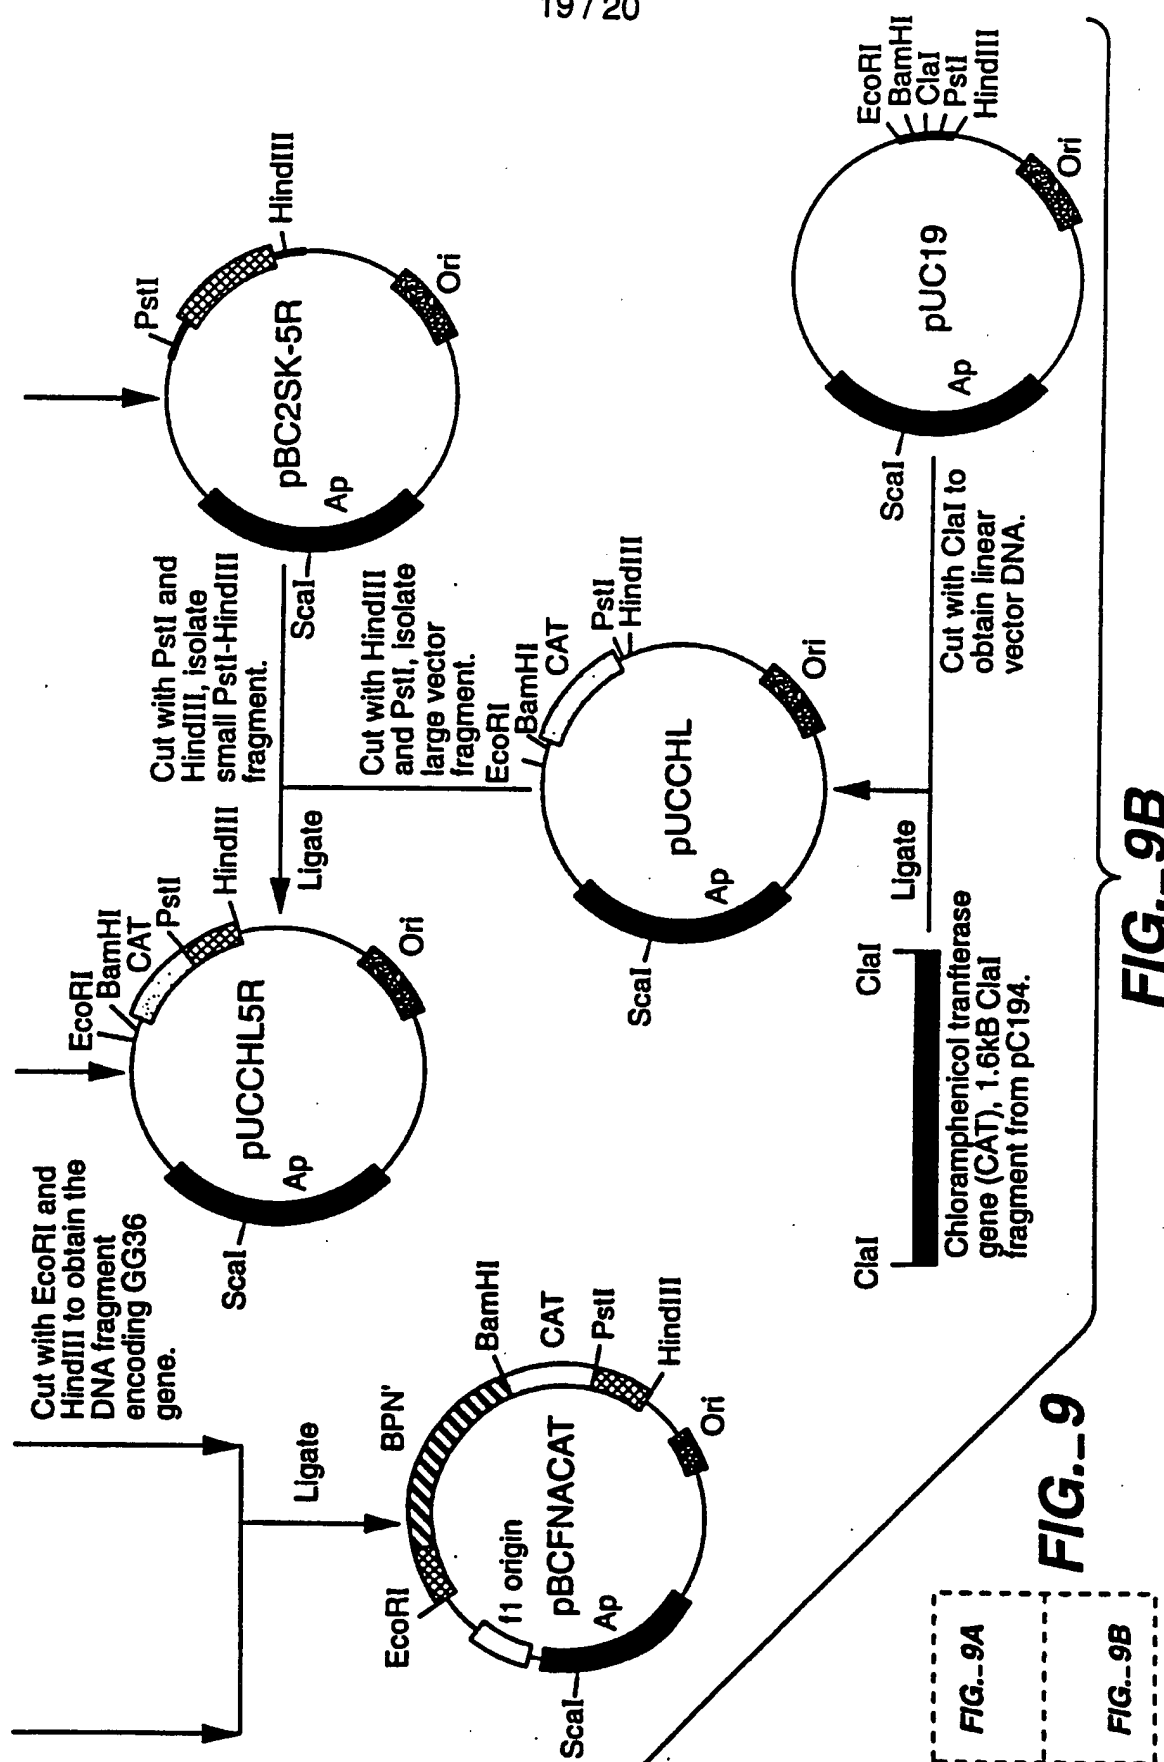 19 / 20
PstI
HindIII
pBC2SK-5R
Ap
Ori
ScaI
EcoRI
BamHI
ClaI
PstI
HindIII
pUC19
Ap
Ori
ScaI
Cut with PstI and
HindIII, isolate
small PstI-HindIII
fragment.
Cut with HindIII
and PstI, isolate
large vector
fragment.
Ligate
Cut with ClaI to
obtain linear
vector DNA.
EcoRI
BamHI
CAT
PstI
HindIII
pUCCHL
Ap
Ori
ScaI
Ligate
EcoRI
BamHI
CAT
PstI
HindIII
pUCCHL5R
Ap
Ori
ScaI
ClaI
ClaI
Chloramphenicol tranfterase
gene (CAT), 1.6kB ClaI
fragment from pC194.
Cut with EcoRI and
HindIII to obtain the
DNA fragment
encoding GG36
gene.
Ligate
BPN'
BamHI
CAT
PstI
HindIII
EcoRI
f1 origin
pBCFNACAT
Ap
Ori
ScaI
FIG._9B
FIG._9
FIG._9A
FIG._9B